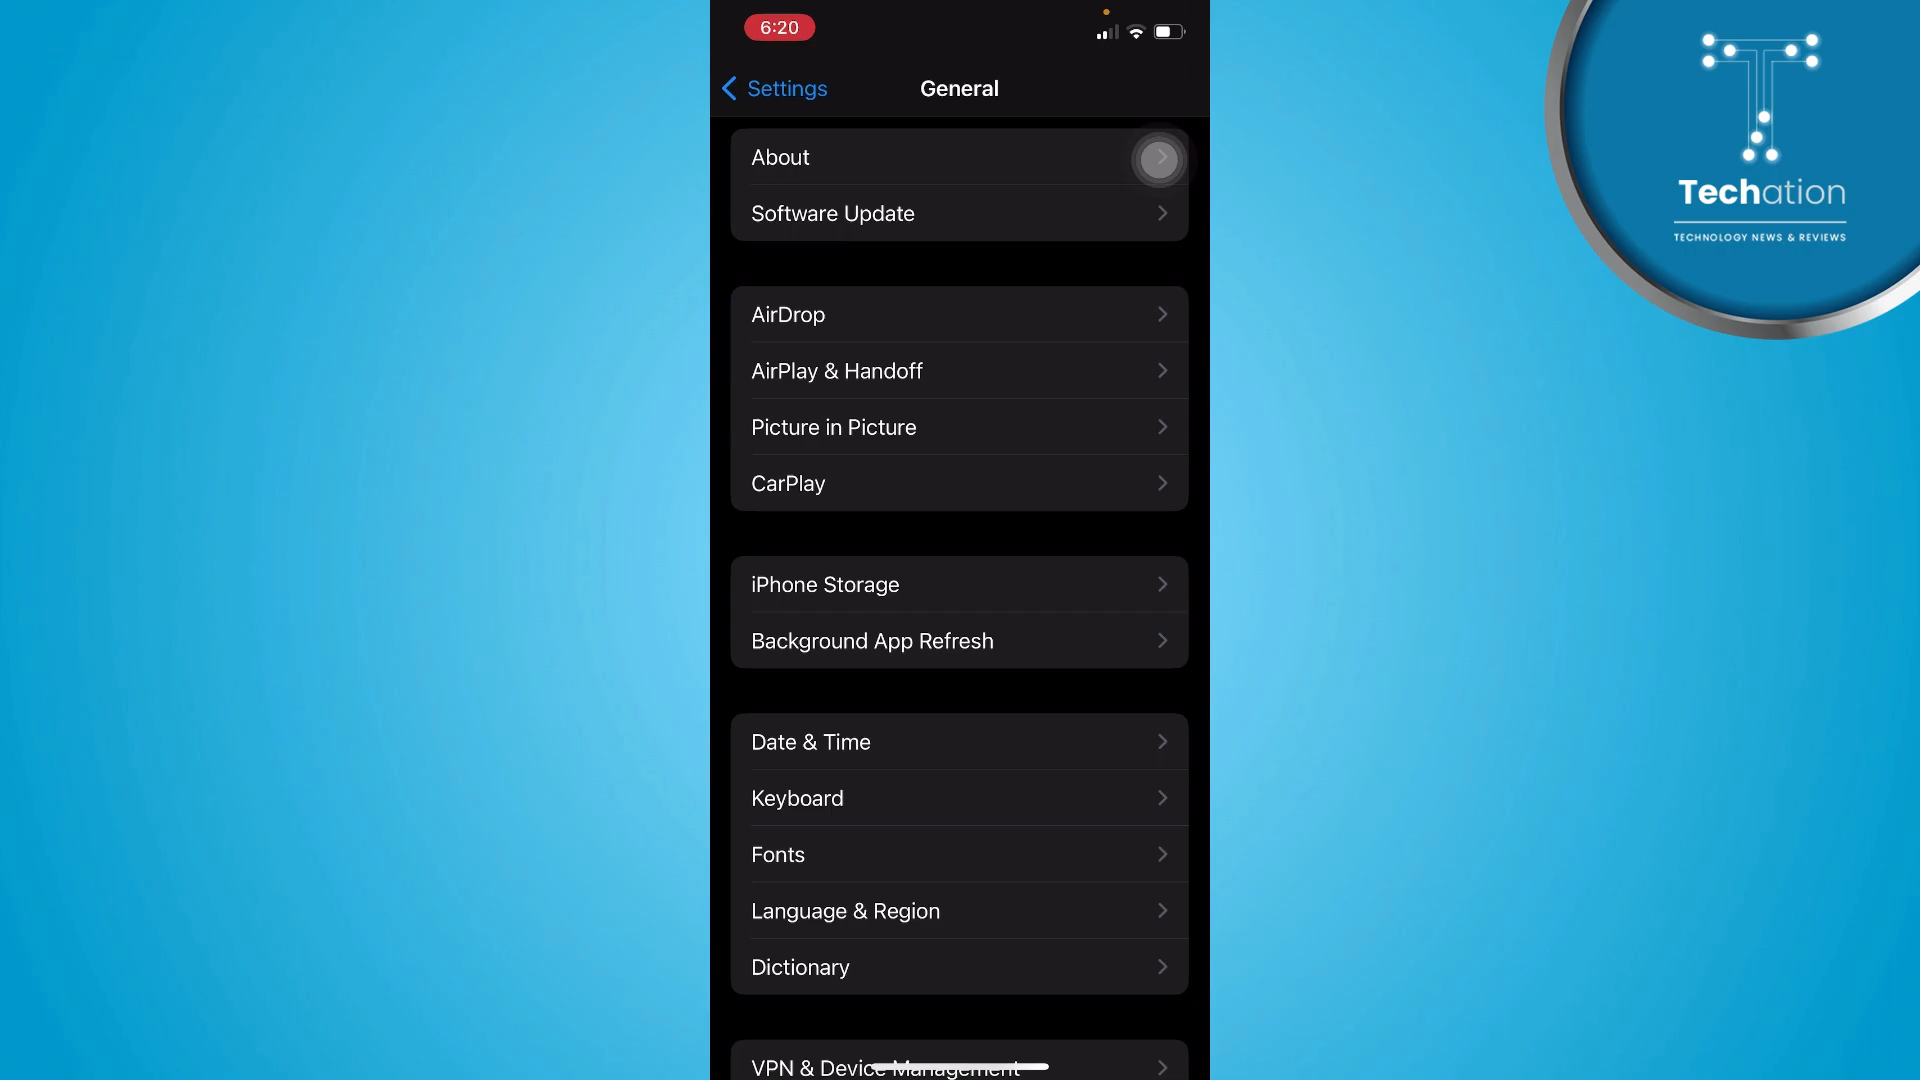 6:20
Settings
General
About
Software Update
AirDrop
AirPlay & Handoff
Picture in Picture
CarPlay
iPhone Storage
Background App Refresh
Date & Time
Keyboard
Fonts
Language & Region
Dictionary
VPN & Device Management
Techation
TECHNOLOGY NEWS & REVIEWS